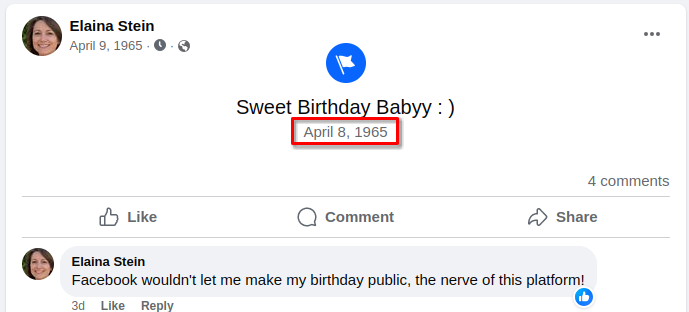 Elaina Stein
April 9, 1965 ·  ·
Sweet Birthday Babyy : )
April 8, 1965
4 comments
Like Comment Share
Elaina Stein
Facebook wouldn't let me make my birthday public, the nerve of this platform!
3d Like Reply